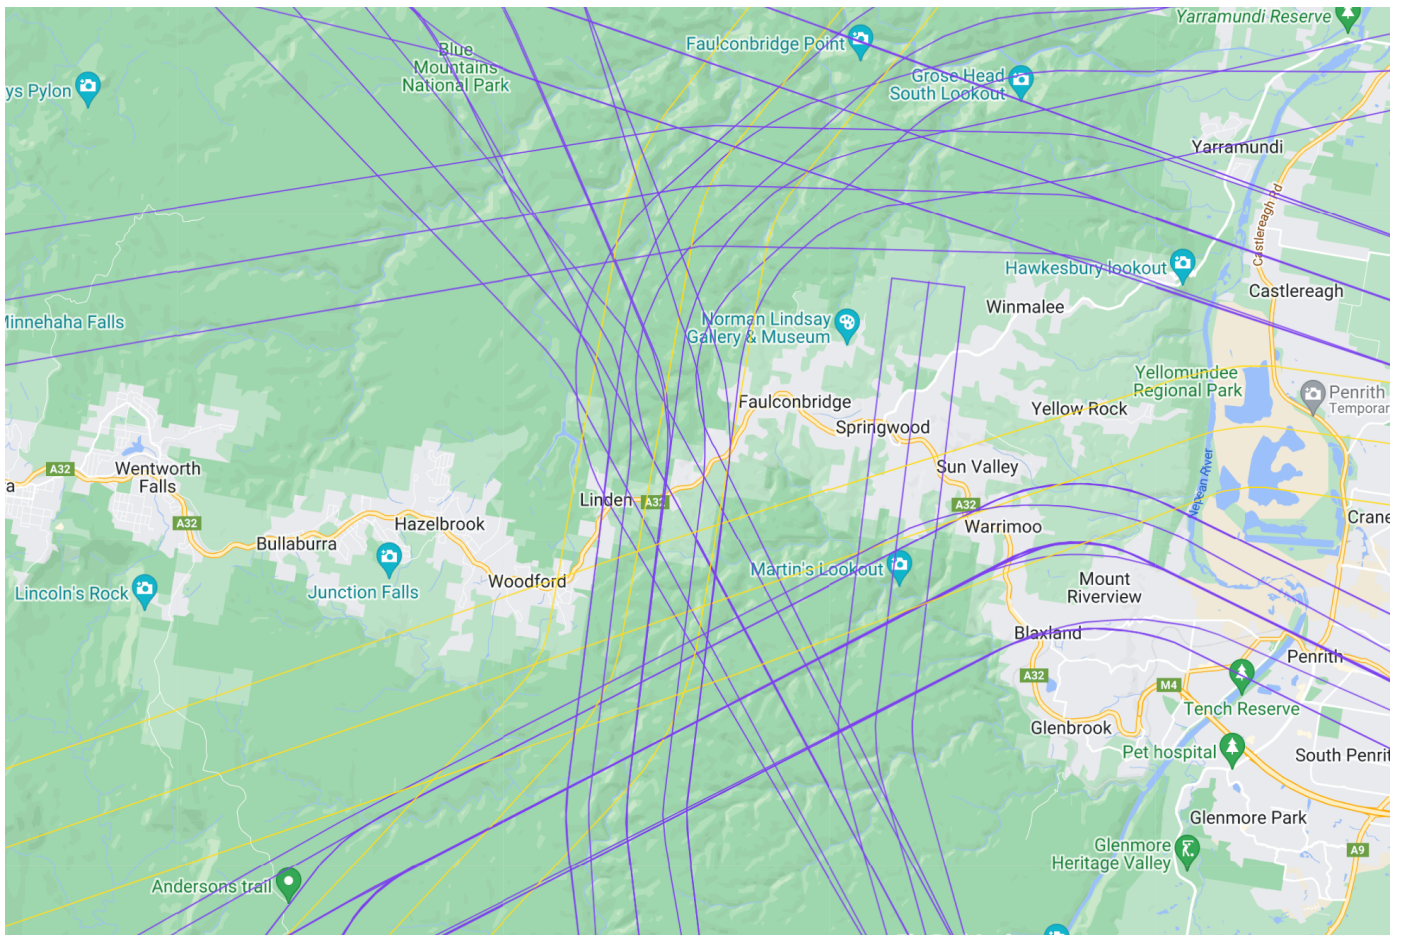 Yarramundi Reserve
Faulconbridge Point
Blue
Mountains
National Park
Grose Head
South Lookout
ys Pylon
Yarramundi
Castlereagh Rd
Hawkesbury lookout
Castlereagh
Winmalee
Minnehaha Falls
Norman Lindsay
Gallery & Museum
Yellomundee
Regional Park
Penrith
Temporar
Faulconbridge
Yellow Rock
Springwood
A32
Wentworth
Falls
a
Sun Valley
Nepean River
Linden
A32
A32
Warrimoo
Crane
A32
Hazelbrook
Bullaburra
Woodford
Martin's Lookout
Mount
Riverview
Lincoln's Rock
Junction Falls
Blaxland
Penrith
A32
M4
Tench Reserve
Glenbrook
Pet hospital
South Penrit
Glenmore Park
Glenmore
Heritage Valley
A9
Andersons trail